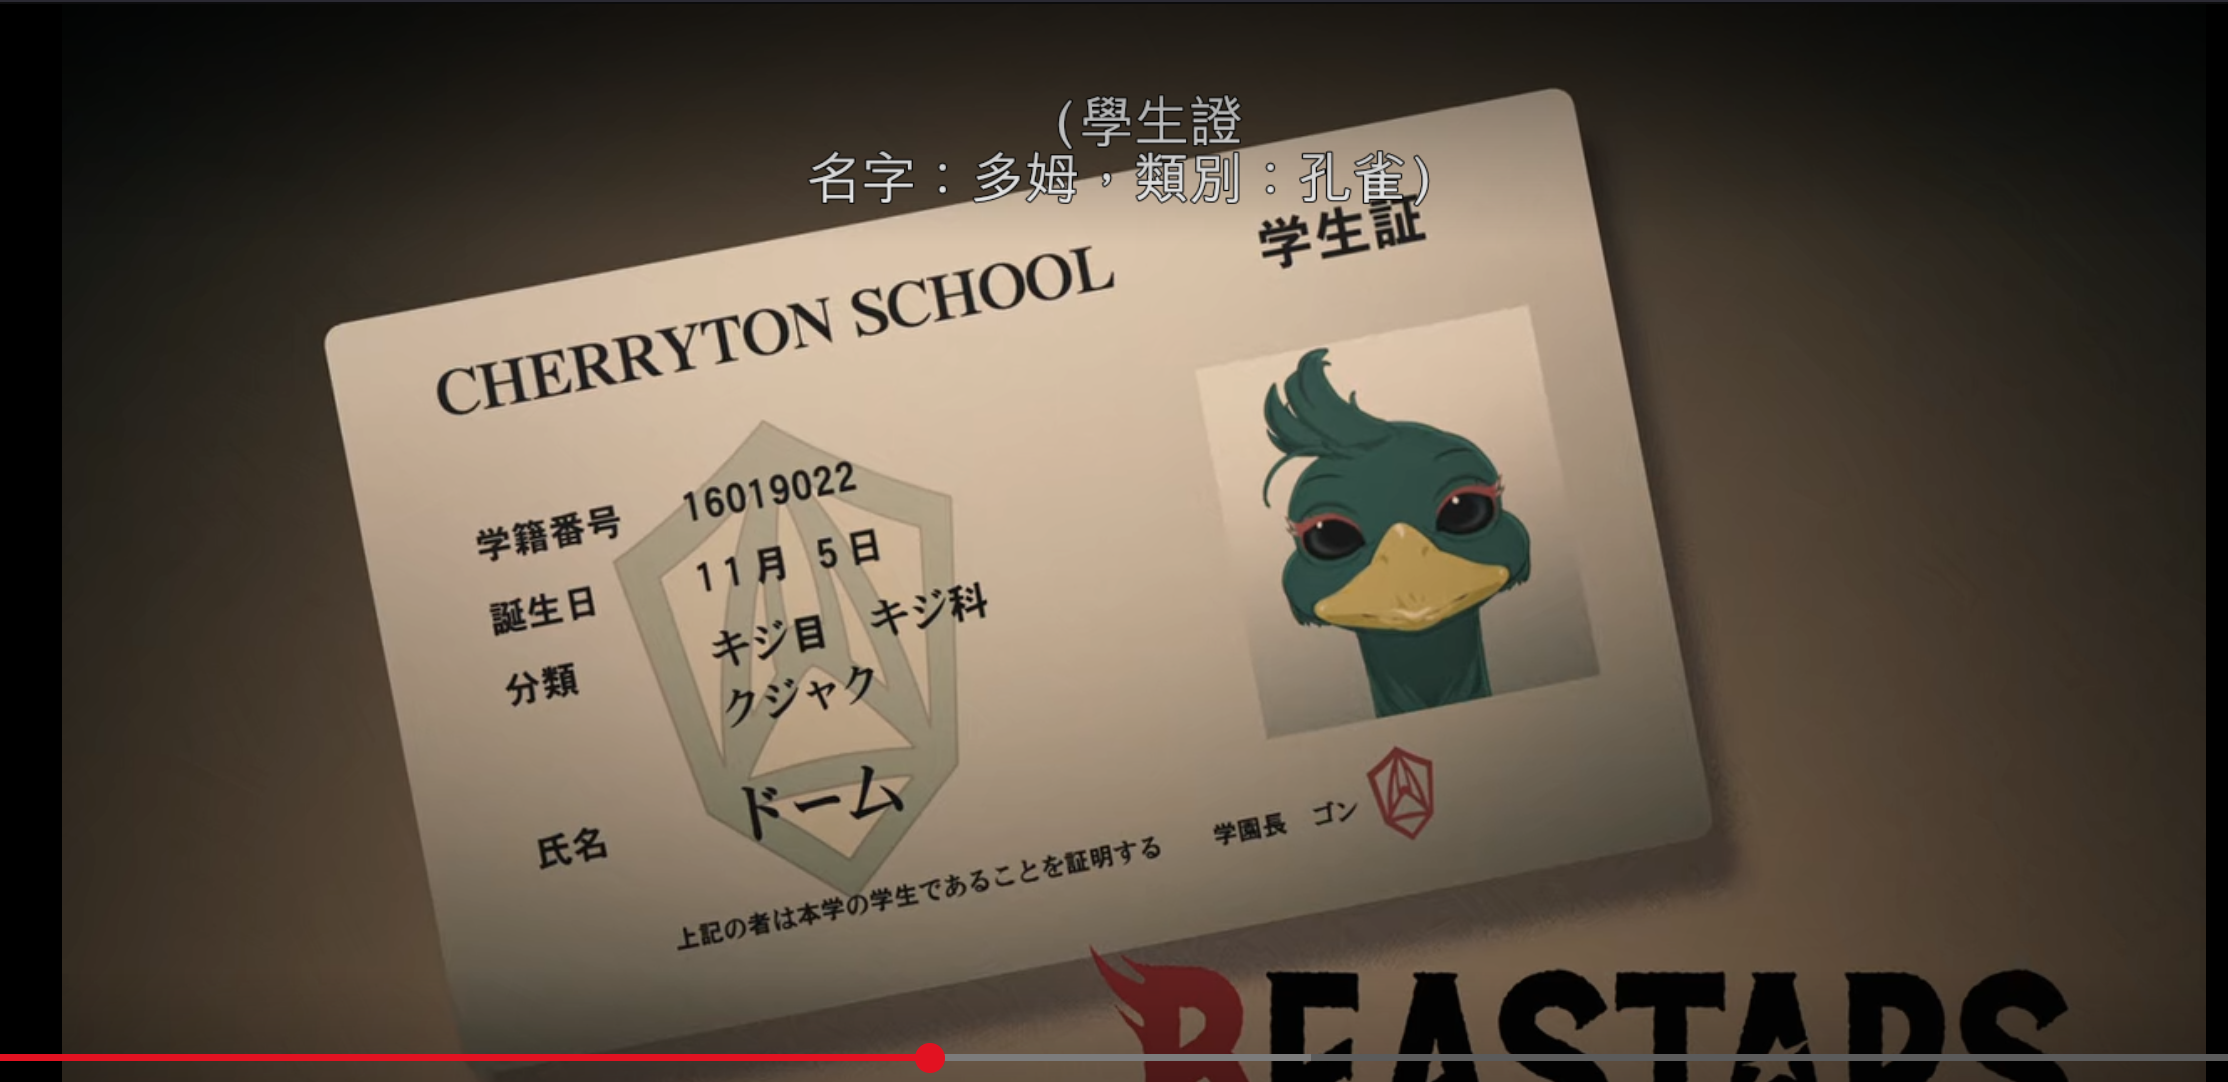 (學生證
名字：多姆，類別：孔雀)
学生証
CHERRYTON SCHOOL
学籍番号 16019022
誕生日 11月 5日
分類 キジ目 キジ科
クジャク
氏名 ドーム
上記の者は本学の学生であることを証明する 学園長 ゴン
BEASTARS